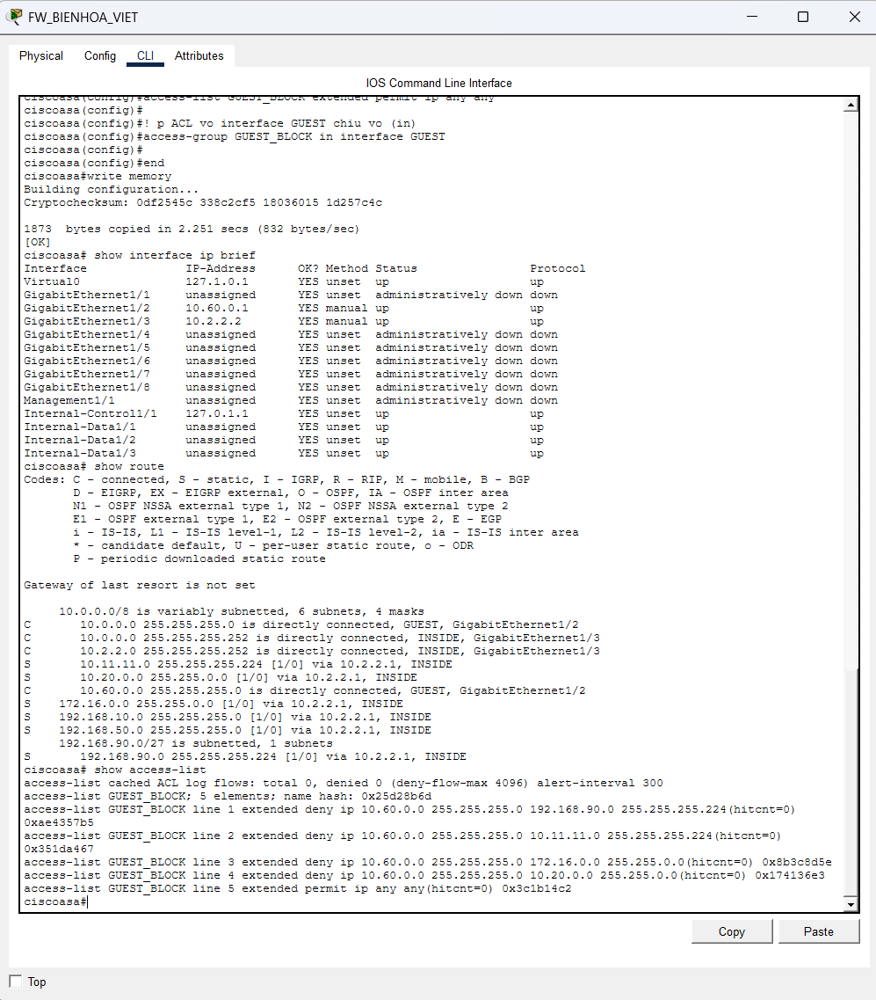 FW_BIENHOA_VIET
Physical Config CLI Attributes
IOS Command Line Interface
ciscoasa(config)#access-list GUEST_BLOCK extended permit ip any any
ciscoasa(config)#
ciscoasa(config)#! p ACL vo interface GUEST chiu vo (in)
ciscoasa(config)#access-group GUEST_BLOCK in interface GUEST
ciscoasa(config)#
ciscoasa(config)#end
ciscoasa#write memory
Building configuration...
Cryptochecksum: 0df2545c 338c2cf5 18036015 1d257c4c
1873 bytes copied in 2.251 secs (832 bytes/sec)
[OK]
ciscoasa# show interface ip brief
Interface IP-Address OK? Method Status Protocol
Virtual0 127.1.0.1 YES unset up up
GigabitEthernet1/1 unassigned YES unset administratively down down
GigabitEthernet1/2 10.60.0.1 YES manual up up
GigabitEthernet1/3 10.2.2.2 YES manual up up
GigabitEthernet1/4 unassigned YES unset administratively down down
GigabitEthernet1/5 unassigned YES unset administratively down down
GigabitEthernet1/6 unassigned YES unset administratively down down
GigabitEthernet1/7 unassigned YES unset administratively down down
GigabitEthernet1/8 unassigned YES unset administratively down down
Management1/1 unassigned YES unset administratively down down
Internal-Control1/1 127.0.1.1 YES unset up up
Internal-Data1/1 unassigned YES unset up up
Internal-Data1/2 unassigned YES unset up up
Internal-Data1/3 unassigned YES unset up up
ciscoasa# show route
Codes: C - connected, S - static, I - IGRP, R - RIP, M - mobile, B - BGP
D - EIGRP, EX - EIGRP external, O - OSPF, IA - OSPF inter area
N1 - OSPF NSSA external type 1, N2 - OSPF NSSA external type 2
E1 - OSPF external type 1, E2 - OSPF external type 2, E - EGP
i - IS-IS, L1 - IS-IS level-1, L2 - IS-IS level-2, ia - IS-IS inter area
* - candidate default, U - per-user static route, o - ODR
P - periodic downloaded static route
Gateway of last resort is not set
10.0.0.0/8 is variably subnetted, 6 subnets, 4 masks
C 10.0.0.0 255.255.255.0 is directly connected, GUEST, GigabitEthernet1/2
C 10.0.0.0 255.255.255.252 is directly connected, INSIDE, GigabitEthernet1/3
C 10.2.2.0 255.255.255.252 is directly connected, INSIDE, GigabitEthernet1/3
S 10.11.11.0 255.255.255.224 [1/0] via 10.2.2.1, INSIDE
S 10.20.0.0 255.255.0.0 [1/0] via 10.2.2.1, INSIDE
C 10.60.0.0 255.255.255.0 is directly connected, GUEST, GigabitEthernet1/2
S 172.16.0.0 255.255.0.0 [1/0] via 10.2.2.1, INSIDE
S 192.168.10.0 255.255.255.0 [1/0] via 10.2.2.1, INSIDE
S 192.168.50.0 255.255.255.0 [1/0] via 10.2.2.1, INSIDE
192.168.90.0/27 is subnetted, 1 subnets
S 192.168.90.0 255.255.255.224 [1/0] via 10.2.2.1, INSIDE
ciscoasa# show access-list
access-list cached ACL log flows: total 0, denied 0 (deny-flow-max 4096) alert-interval 300
access-list GUEST_BLOCK; 5 elements; name hash: 0x25d28b6d
access-list GUEST_BLOCK line 1 extended deny ip 10.60.0.0 255.255.255.0 192.168.90.0 255.255.255.224(hitcnt=0)
0xae4357b5
access-list GUEST_BLOCK line 2 extended deny ip 10.60.0.0 255.255.255.0 10.11.11.0 255.255.255.224(hitcnt=0)
0x351da467
access-list GUEST_BLOCK line 3 extended deny ip 10.60.0.0 255.255.255.0 172.16.0.0 255.255.0.0(hitcnt=0) 0x8b3c8d5e
access-list GUEST_BLOCK line 4 extended deny ip 10.60.0.0 255.255.255.0 10.20.0.0 255.255.0.0(hitcnt=0) 0x174136e3
access-list GUEST_BLOCK line 5 extended permit ip any any(hitcnt=0) 0x3c1b14c2
ciscoasa#
Copy Paste
Top